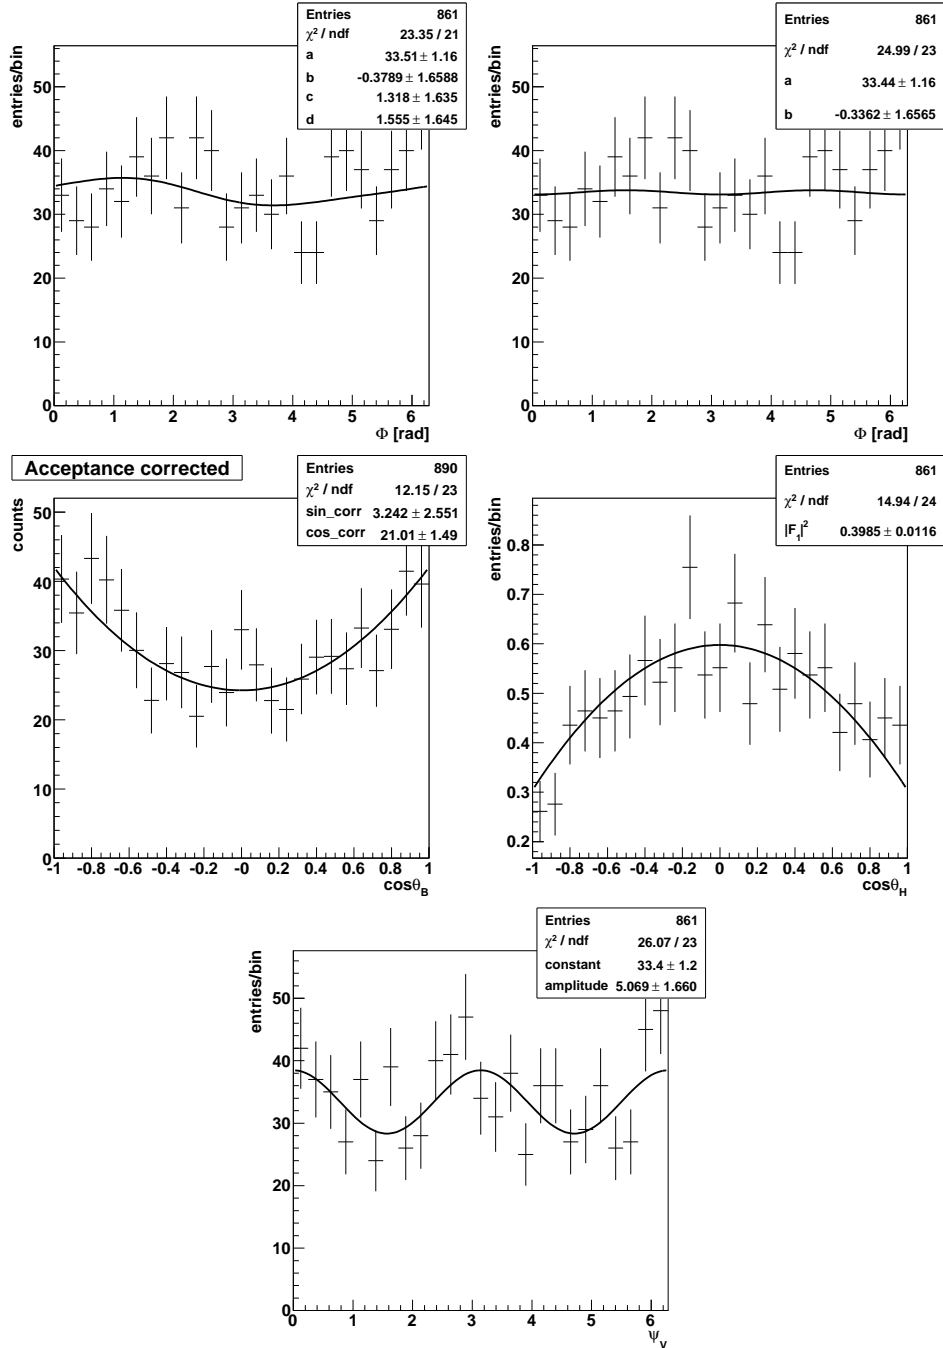 Entries 861
χ² / ndf 23.35 / 21
a 33.51 ± 1.16
b -0.3789 ± 1.6588
c 1.318 ± 1.635
d 1.555 ± 1.645
entries/bin
50
40
30
20
10
0
0 1 2 3 4 5 6
Φ [rad]
Entries 861
χ² / ndf 24.99 / 23
a 33.44 ± 1.16
b -0.3362 ± 1.6565
entries/bin
50
40
30
20
10
0
0 1 2 3 4 5 6
Φ [rad]
Acceptance corrected
Entries 890
χ² / ndf 12.15 / 23
sin_corr 3.242 ± 2.551
cos_corr 21.01 ± 1.49
counts
50
40
30
20
10
0
-1 -0.8 -0.6 -0.4 -0.2 -0 0.2 0.4 0.6 0.8 1
cosθ_B
Entries 861
χ² / ndf 14.94 / 24
|F₁|² 0.3985 ± 0.0116
entries/bin
0.8
0.7
0.6
0.5
0.4
0.3
0.2
-1 -0.8 -0.6 -0.4 -0.2 0 0.2 0.4 0.6 0.8 1
cosθ_H
Entries 861
χ² / ndf 26.07 / 23
constant 33.4 ± 1.2
amplitude 5.069 ± 1.660
entries/bin
50
40
30
20
10
0
0 1 2 3 4 5 6
ψ_V